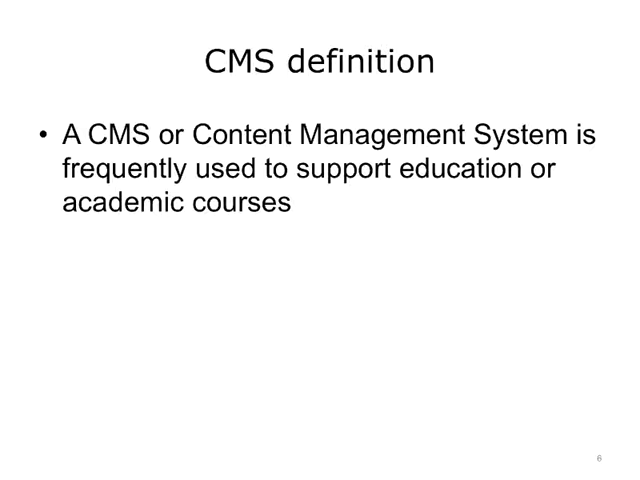 CMS definition
• A CMS or Content Management System is
frequently used to support education or
academic courses
6